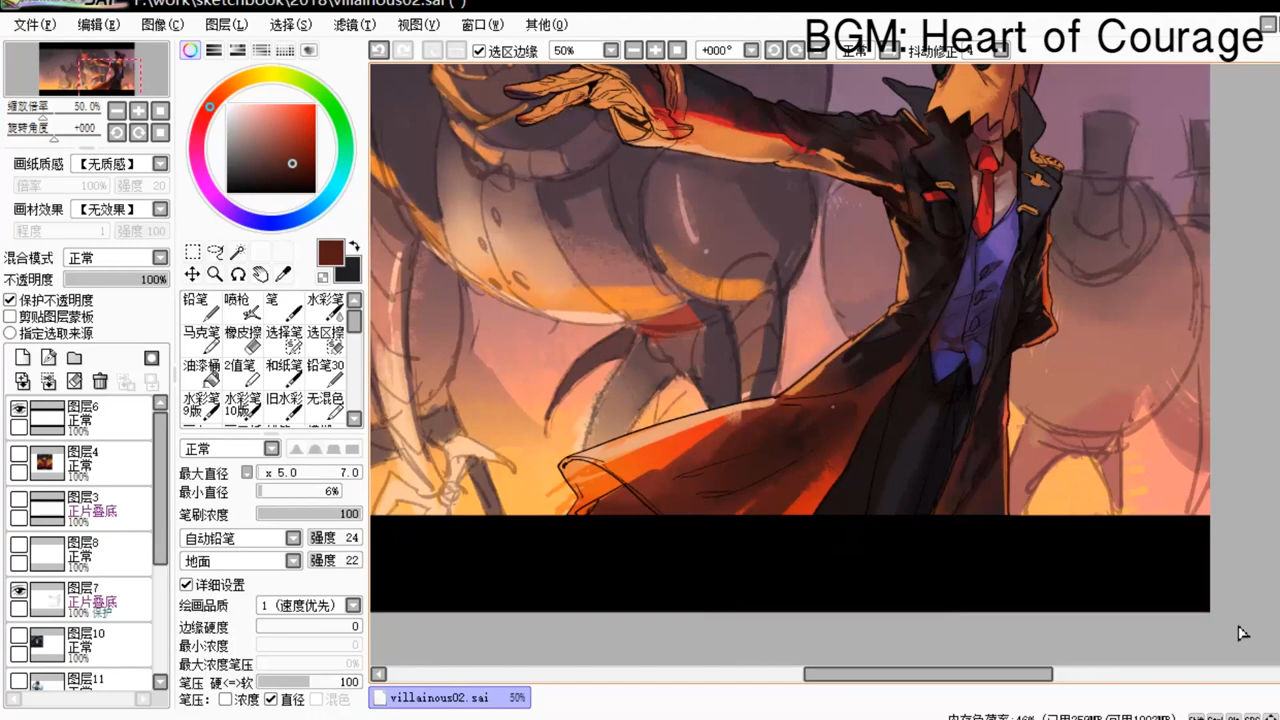 F:\work\sketchbook\2018\villainous02.sai (*)
文件(F) 编辑(E) 图像(C) 图层(L) 选择(S) 滤镜(T) 视图(V) 窗口(W) 其他(O)
BGM: Heart of Courage
选区边缘 50% +000° 正常 抖动修正
缩放倍率 50.0%
旋转角度 +000
画纸质感 【无质感】
倍率 100% 强度 20
画材效果 【无效果】
程度 1 强度 100
混合模式 正常
不透明度 100%
保护不透明度
剪贴图层蒙板
指定选取来源
图层6
正常
100%
图层4
正常
100%
图层3
正片叠底
100%
图层8
正常
100%
图层7
正片叠底
100% 保护
图层10
正常
100%
图层11
铅笔 喷枪 笔 水彩笔
马克笔 橡皮擦 选择笔 选区擦
油漆桶 2值笔 和纸笔 铅笔30
水彩笔9版 水彩笔10版 旧水彩 无混色
正常
最大直径 x 5.0 7.0
最小直径 6%
笔刷浓度 100
自动铅笔 强度 24
地面 强度 22
详细设置
绘画品质 1 (速度优先)
边缘硬度 0
最小浓度 0
最大浓度笔压 0%
笔压 硬<=>软 100
笔压: 浓度 直径 混色
villainous02.sai 50%